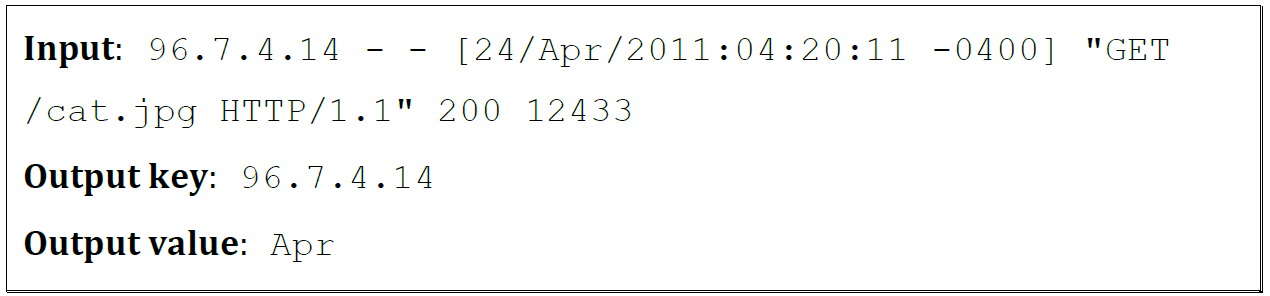 Input: 96.7.4.14 - - [24/Apr/2011:04:20:11 -0400] "GET
/cat.jpg HTTP/1.1" 200 12433
Output key: 96.7.4.14
Output value: Apr